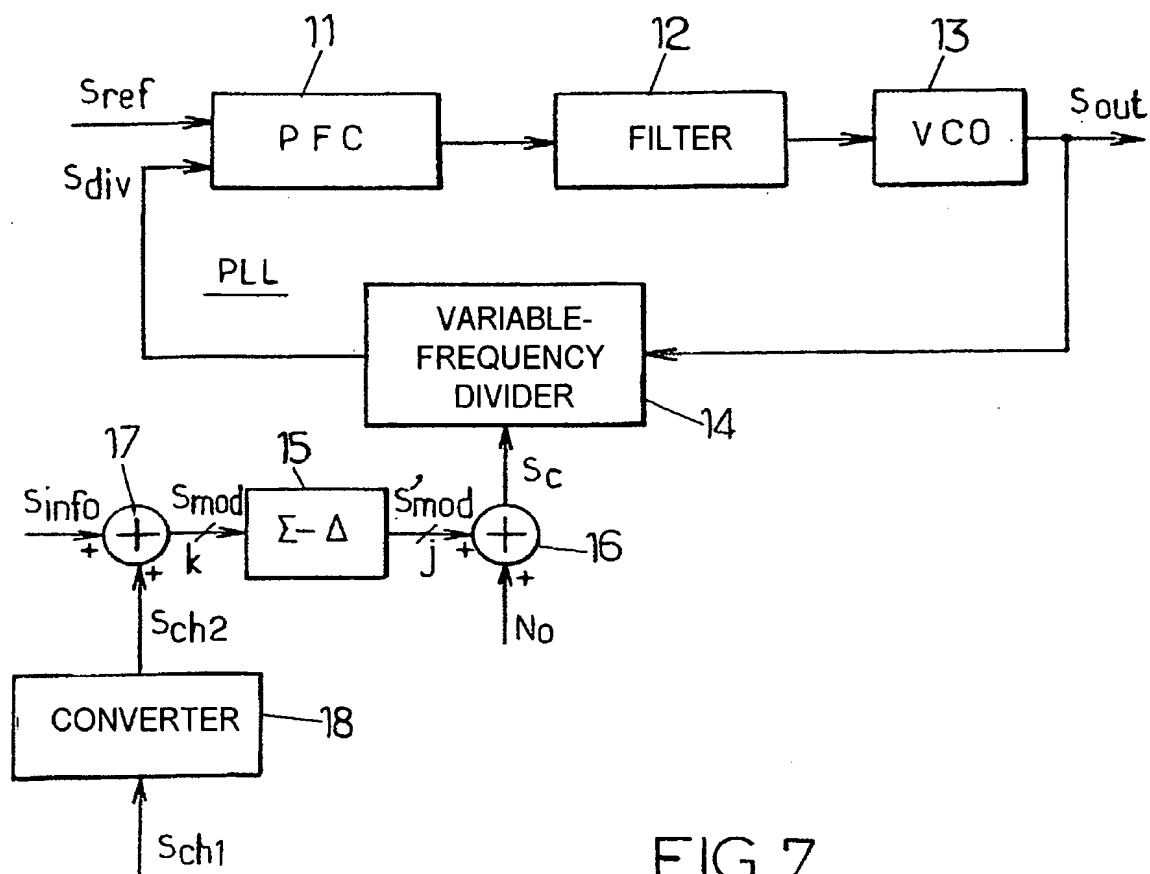 11
12
13
Sref
PFC
FILTER
VCO
Sout
Sdiv
PLL
VARIABLE-
FREQUENCY
DIVIDER
14
17
15
Sc
Sinfo
Smod
Σ-Δ
S'mod
+
+
+
k
j
+
+
+
16
Sch2
No
CONVERTER
18
Sch1
FIG.7